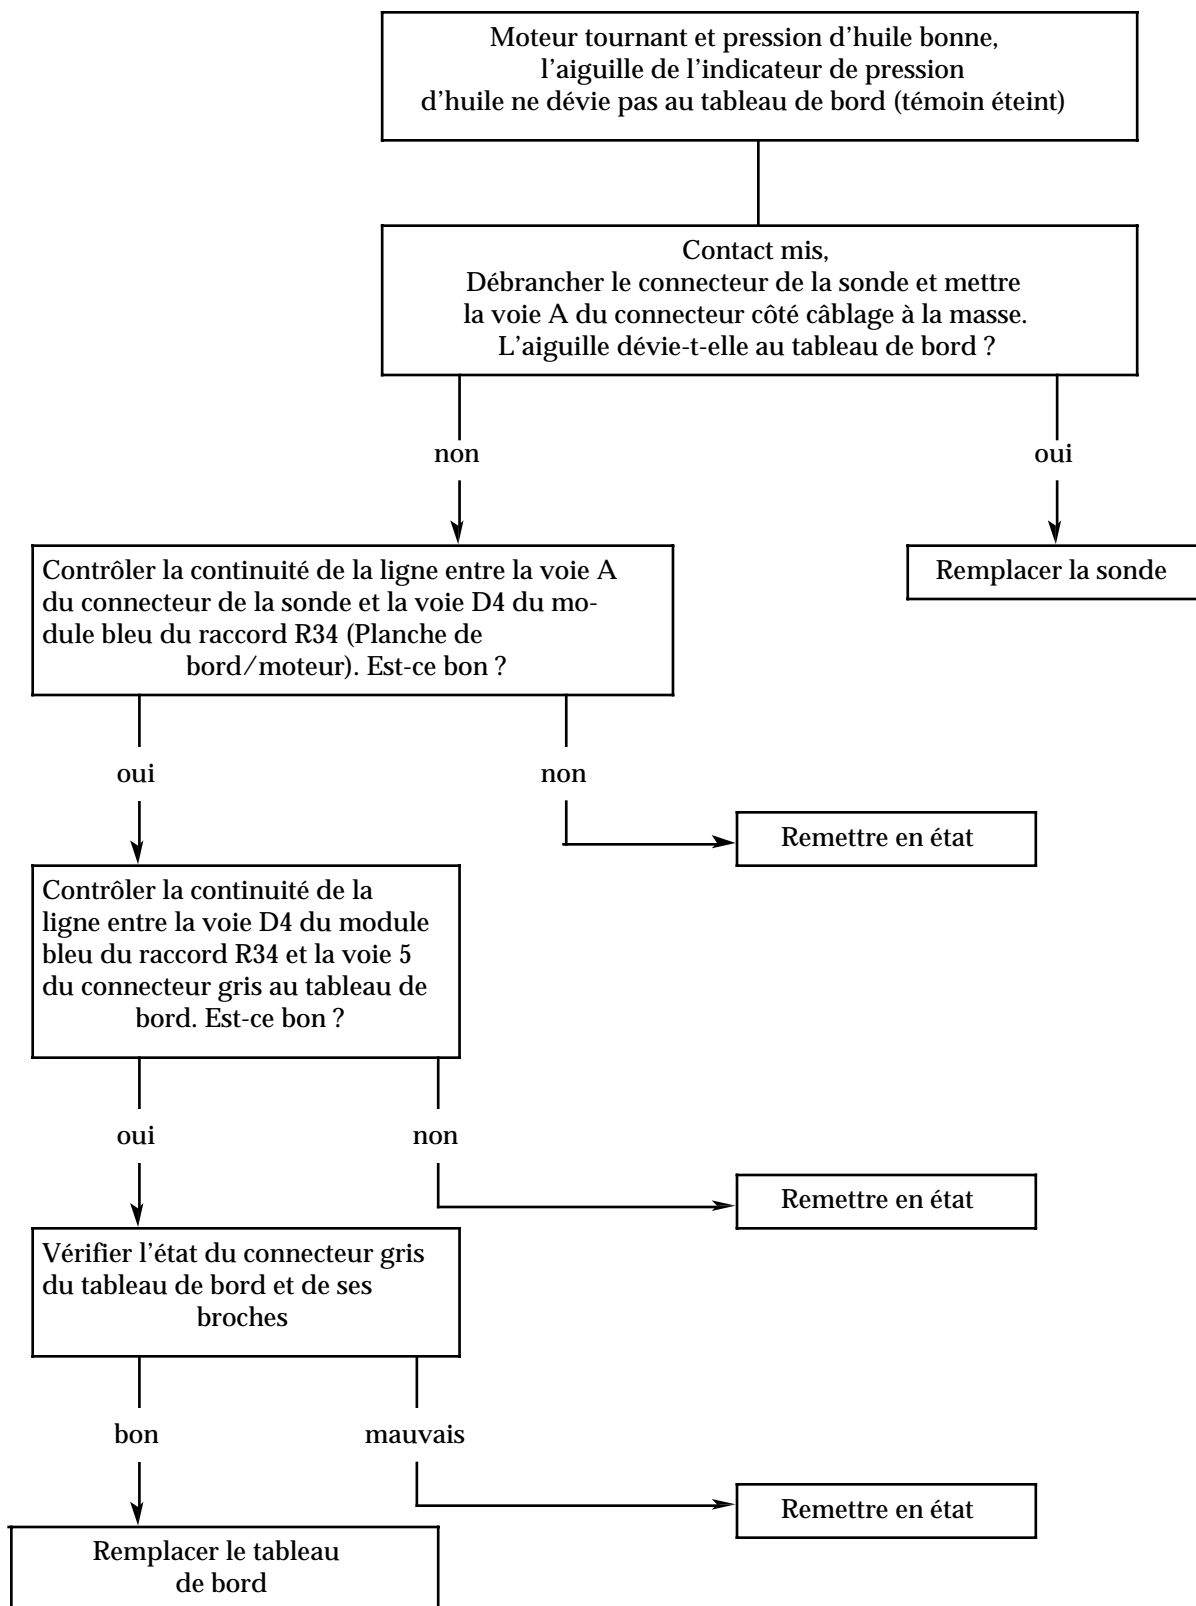 Moteur tournant et pression d'huile bonne,
l'aiguille de l'indicateur de pression
d'huile ne dévie pas au tableau de bord (témoin éteint)
Contact mis,
Débrancher le connecteur de la sonde et mettre
la voie A du connecteur côté câblage à la masse.
L'aiguille dévie-t-elle au tableau de bord ?
non
oui
Contrôler la continuité de la ligne entre la voie A
du connecteur de la sonde et la voie D4 du mo-
dule bleu du raccord R34 (Planche de
bord/moteur). Est-ce bon ?
Remplacer la sonde
oui
non
Remettre en état
Contrôler la continuité de la
ligne entre la voie D4 du module
bleu du raccord R34 et la voie 5
du connecteur gris au tableau de
bord. Est-ce bon ?
oui
non
Remettre en état
Vérifier l'état du connecteur gris
du tableau de bord et de ses
broches
bon
mauvais
Remettre en état
Remplacer le tableau
de bord